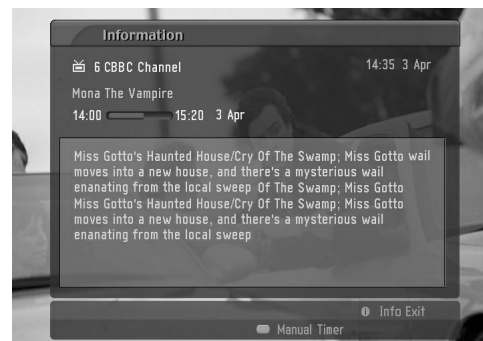 Information
6 CBBC Channel 14:35 3 Apr
Mona The Vampire
14:00 15:20 3 Apr
Miss Gotto's Haunted House/Cry Of The Swamp; Miss Gotto wail
moves into a new house, and there's a mysterious wail
enanating from the local sweep Of The Swamp; Miss Gotto
Miss Gotto's Haunted House/Cry Of The Swamp; Miss Gotto
moves into a new house, and there's a mysterious wail
enanating from the local sweep
i Info Exit
Manual Timer